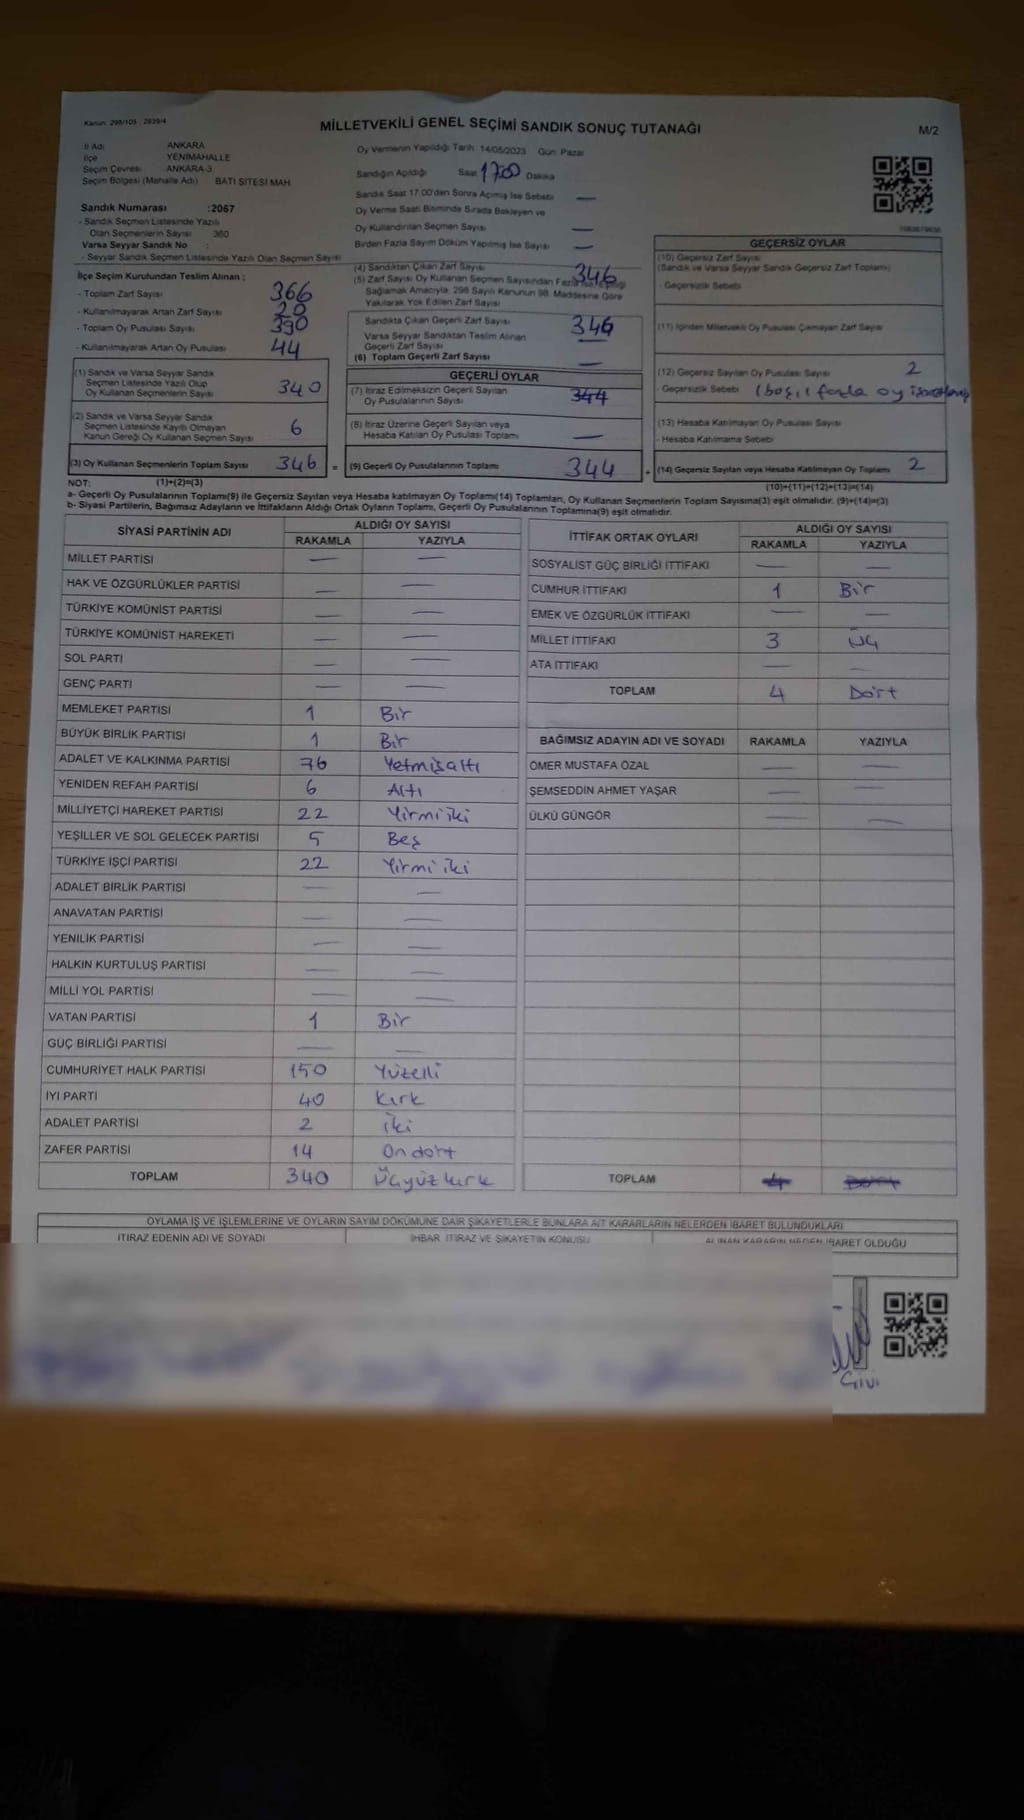 Kanun: 298/105 , 2839/4
MİLLETVEKİLİ GENEL SEÇİMİ SANDIK SONUÇ TUTANAĞI
M/2
İl Adı ANKARA
İlçe YENİMAHALLE
Seçim Çevresi ANKARA-3
Seçim Bölgesi (Mahalle Adı) BATI SİTESİ MAH.
Sandık Numarası :2067
- Sandık Seçmen Listesinde Yazılı
Olan Seçmenlerin Sayısı 360
Varsa Seyyar Sandık No :
- Seyyar Sandık Seçmen Listesinde Yazılı Olan Seçmen Sayısı
Oy Vermenin Yapıldığı Tarih 14/05/2023 Gün: Pazar
Sandığın Açıldığı Saat 1700 Dakika
Sandık Saat 17.00'den Sonra Açılmış İse Sebebi —
Oy Verme Saati Bitiminde Sırada Bekleyen ve
Oy Kullandırılan Seçmen Sayısı —
Birden Fazla Sayım Döküm Yapılmış İse Sayısı —
İlçe Seçim Kurulundan Teslim Alınan ;
- Toplam Zarf Sayısı 366
- Kullanılmayarak Artan Zarf Sayısı 20
- Toplam Oy Pusulası Sayısı 390
- Kullanılmayarak Artan Oy Pusulası 44
(4) Sandıktan Çıkan Zarf Sayısı 346
(5) Zarf Sayısı Oy Kullanan Seçmen Sayısından Fazla ise, Eşitliği
Sağlamak Amacıyla, 298 Sayılı Kanunun 98. Maddesine Göre
Yakılarak Yok Edilen Zarf Sayısı
Sandıkta Çıkan Geçerli Zarf Sayısı 346
Varsa Seyyar Sandıktan Teslim Alınan
Geçerli Zarf Sayısı —
(6) Toplam Geçerli Zarf Sayısı —
GEÇERSİZ OYLAR
(10) Geçersiz Zarf Sayısı
(Sandık ve Varsa Seyyar Sandık Geçersiz Zarf Toplamı)
- Geçersizlik Sebebi
(11) İçinden Milletvekili Oy Pusulası Çıkmayan Zarf Sayısı
(12) Geçersiz Sayılan Oy Pusulası Sayısı 2
- Geçersizlik Sebebi 1 boş, 1 fazla oy
(13) Hesaba Katılmayan Oy Pusulası Sayısı
- Hesaba Katılmama Sebebi
(1) Sandık ve Varsa Seyyar Sandık
Seçmen Listesinde Yazılı Olup
Oy Kullanan Seçmenlerin Sayısı 340
(2) Sandık ve Varsa Seyyar Sandık
Seçmen Listesinde Kayıtlı Olmayan
Kanun Gereği Oy Kullanan Seçmen Sayısı 6
GEÇERLİ OYLAR
(7) İtiraz Edilmeksizin Geçerli Sayılan
Oy Pusulalarının Sayısı 344
(8) İtiraz Üzerine Geçerli Sayılan veya
Hesaba Katılan Oy Pusulası Toplamı —
(3) Oy Kullanan Seçmenlerin Toplam Sayısı 346 = (9) Geçerli Oy Pusulalarının Toplamı 344 + (14) Geçersiz Sayılan veya Hesaba Katılmayan Oy Toplamı 2
NOT: (1)+(2)=(3) (10)+(11)+(12)+(13)=(14)
a- Geçerli Oy Pusulalarının Toplamı(9) ile Geçersiz Sayılan veya Hesaba katılmayan Oy Toplamı(14) Toplamları, Oy Kullanan Seçmenlerin Toplam Sayısına(3) eşit olmalıdır. (9)+(14)=(3)
b- Siyasi Partilerin, Bağımsız Adayların ve İttifakların Aldığı Ortak Oyların Toplamı, Geçerli Oy Pusulalarının Toplamına(9) eşit olmalıdır.
SİYASİ PARTİNİN ADI ALDIĞI OY SAYISI
RAKAMLA YAZIYLA
MİLLET PARTİSİ — —
HAK VE ÖZGÜRLÜKLER PARTİSİ — —
TÜRKİYE KOMÜNİST PARTİSİ — —
TÜRKİYE KOMÜNİST HAREKETİ — —
SOL PARTİ — —
GENÇ PARTİ — —
MEMLEKET PARTİSİ 1 Bir
BÜYÜK BİRLİK PARTİSİ 1 Bir
ADALET VE KALKINMA PARTİSİ 76 Yetmişaltı
YENİDEN REFAH PARTİSİ 6 Altı
MİLLİYETÇİ HAREKET PARTİSİ 22 Yirmi iki
YEŞİLLER VE SOL GELECEK PARTİSİ 5 Beş
TÜRKİYE İŞÇİ PARTİSİ 22 Yirmi iki
ADALET BİRLİK PARTİSİ — —
ANAVATAN PARTİSİ — —
YENİLİK PARTİSİ — —
HALKIN KURTULUŞ PARTİSİ — —
MİLLİ YOL PARTİSİ — —
VATAN PARTİSİ 1 Bir
GÜÇ BİRLİĞİ PARTİSİ — —
CUMHURİYET HALK PARTİSİ 150 Yüzelli
İYİ PARTİ 40 Kırk
ADALET PARTİSİ 2 İki
ZAFER PARTİSİ 14 Ondört
TOPLAM 340 Üçyüz kırk
İTTİFAK ORTAK OYLARI ALDIĞI OY SAYISI
RAKAMLA YAZIYLA
SOSYALİST GÜÇ BİRLİĞİ İTTİFAKI — —
CUMHUR İTTİFAKI 1 Bir
EMEK VE ÖZGÜRLÜK İTTİFAKI — —
MİLLET İTTİFAKI 3 Üç
ATA İTTİFAKI — —
TOPLAM 4 Dört
BAĞIMSIZ ADAYIN ADI VE SOYADI RAKAMLA YAZIYLA
ÖMER MUSTAFA ÖZAL — —
ŞEMSEDDİN AHMET YAŞAR — —
ÜLKÜ GÜNGÖR — —
TOPLAM 4 Dört
OYLAMA İŞ VE İŞLEMLERİNE VE OYLARIN SAYIM DÖKÜMÜNE DAİR ŞİKAYETLERLE BUNLARA AİT KARARLARIN NELERDEN İBARET BULUNDUKLARI
İTİRAZ EDENİN ADI VE SOYADI İHBAR, İTİRAZ VE ŞİKAYETİN KONUSU ALINAN KARARIN NEDEN İBARET OLDUĞU